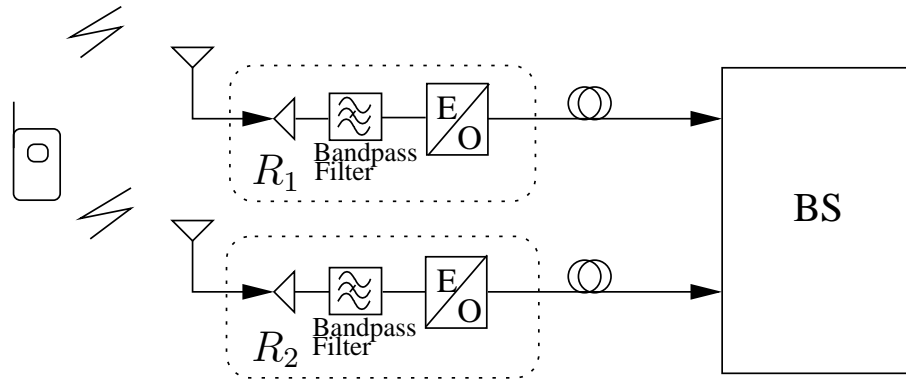 E
O
Bandpass
Filter
R1
BS
E
O
Bandpass
Filter
R2